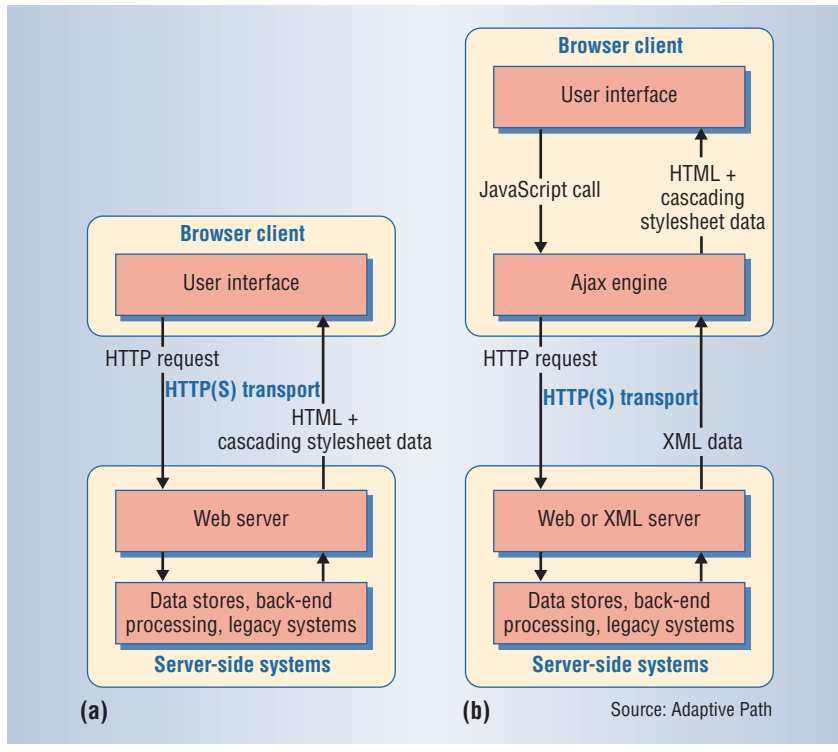 Browser client
User interface
HTTP request
HTTP(S) transport
HTML +
cascading stylesheet data
Web server
Data stores, back-end
processing, legacy systems
Server-side systems
(a)
Browser client
User interface
JavaScript call
HTML +
cascading
stylesheet data
Ajax engine
HTTP request
HTTP(S) transport
XML data
Web or XML server
Data stores, back-end
processing, legacy systems
Server-side systems
(b)
Source: Adaptive Path